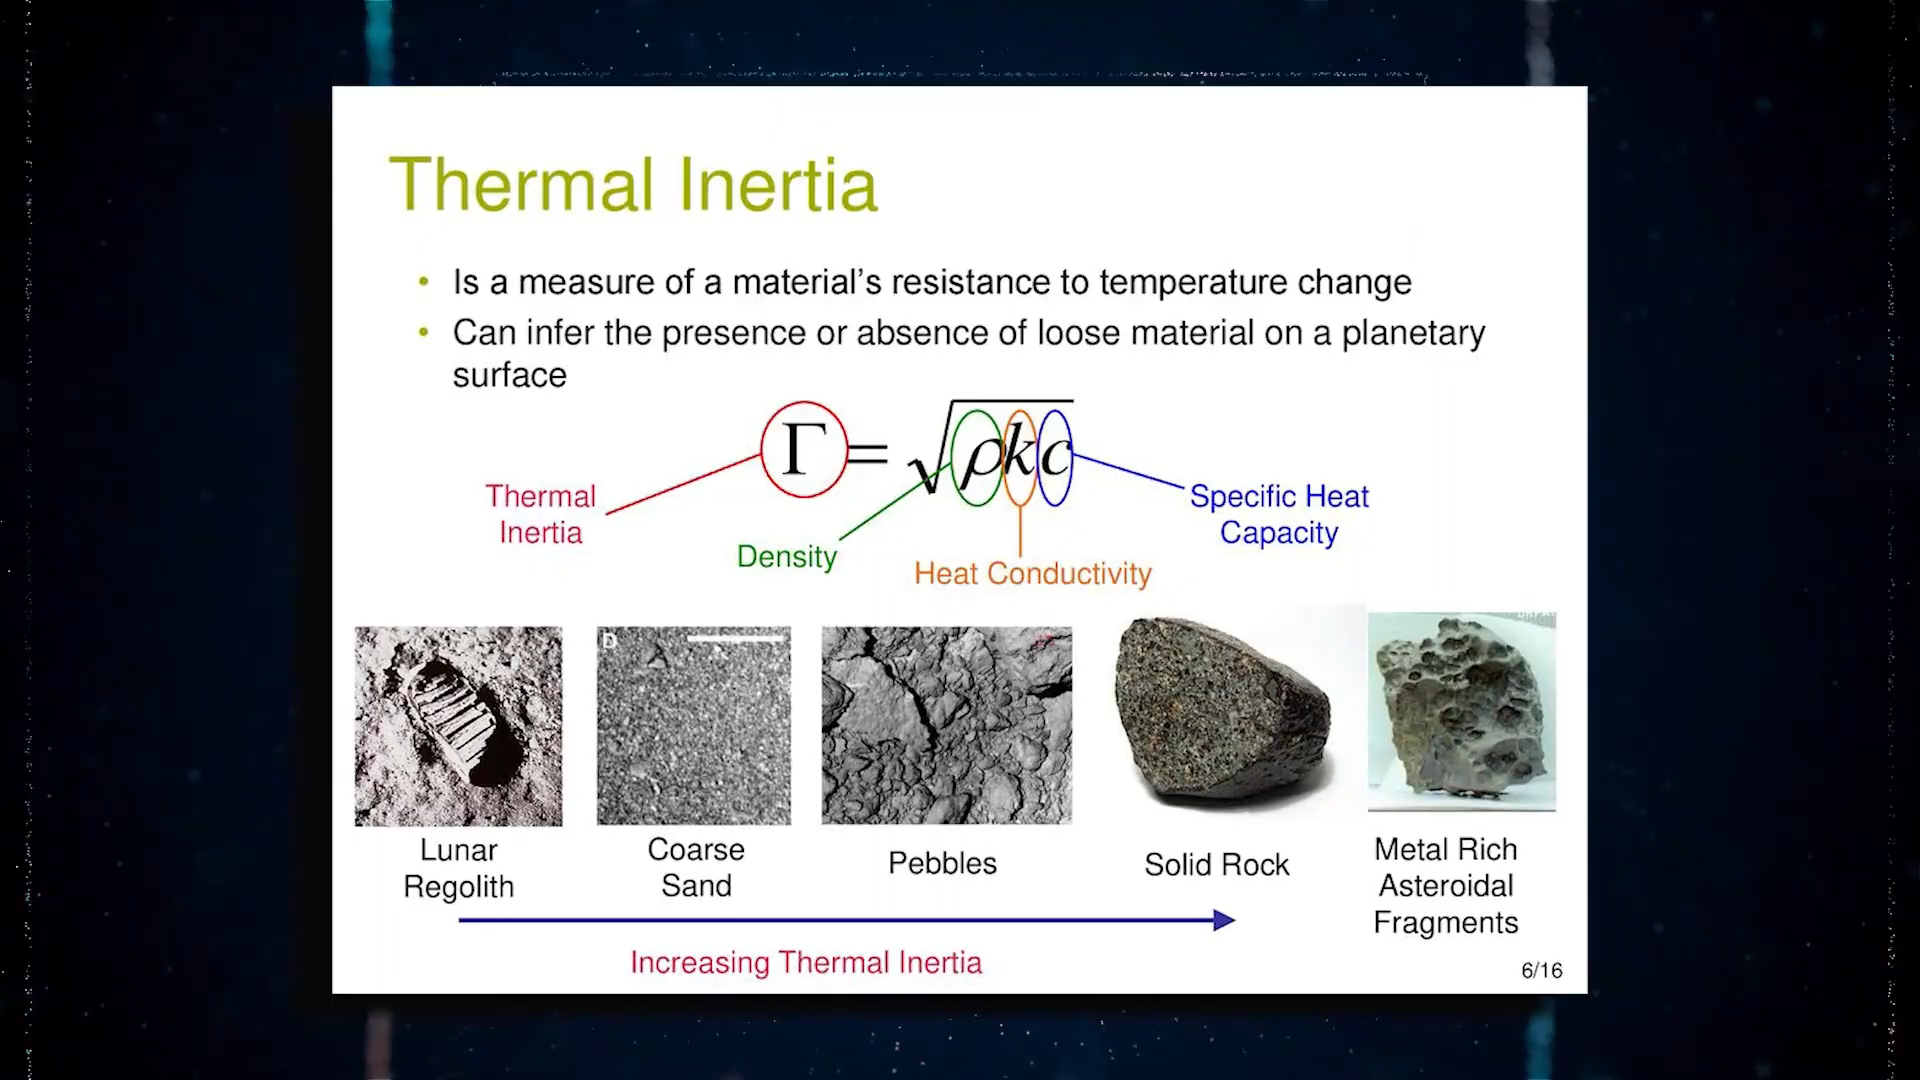 Thermal Inertia
• Is a measure of a material’s resistance to temperature change
• Can infer the presence or absence of loose material on a planetary
surface
Γ = √ρkc
Thermal
Inertia
Density
Heat Conductivity
Specific Heat
Capacity
D
Lunar
Regolith
Coarse
Sand
Pebbles
Solid Rock
Metal Rich
Asteroidal
Fragments
Increasing Thermal Inertia
6/16